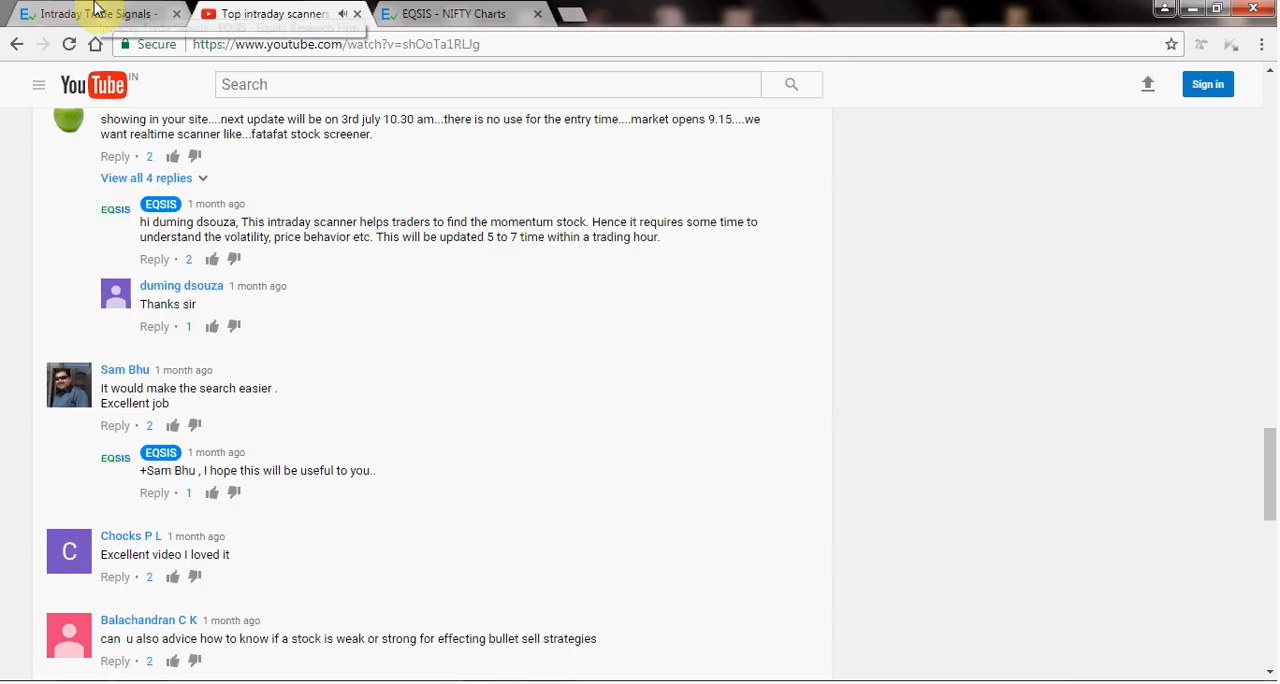 Intraday Trade Signals -
Top intraday scanners
EQSIS - NIFTY Charts
Secure
https://www.youtube.com/watch?v=shOoTa1RLJg
YouTube IN
Search
Sign in
showing in your site....next update will be on 3rd july 10.30 am...there is no use for the entry time....market opens 9.15....we
want realtime scanner like...fatafat stock screener.
Reply • 2
View all 4 replies
EQSIS EQSIS 1 month ago
hi duming dsouza, This intraday scanner helps traders to find the momentum stock. Hence it requires some time to
understand the volatility, price behavior etc. This will be updated 5 to 7 time within a trading hour.
Reply • 2
duming dsouza 1 month ago
Thanks sir
Reply • 1
Sam Bhu 1 month ago
It would make the search easier .
Excellent job
Reply • 2
EQSIS EQSIS 1 month ago
+Sam Bhu , I hope this will be useful to you..
Reply • 1
C
Chocks P L 1 month ago
Excellent video I loved it
Reply • 2
Balachandran C K 1 month ago
can u also advice how to know if a stock is weak or strong for effecting bullet sell strategies
Reply • 2